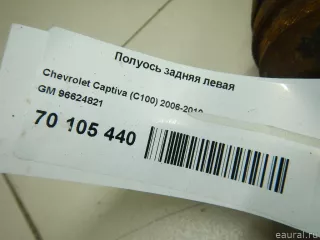 Полуось задняя левая
Chevrolet Captiva (C100) 2006-2010
GM 96624821
70 105 440
eaural.ru